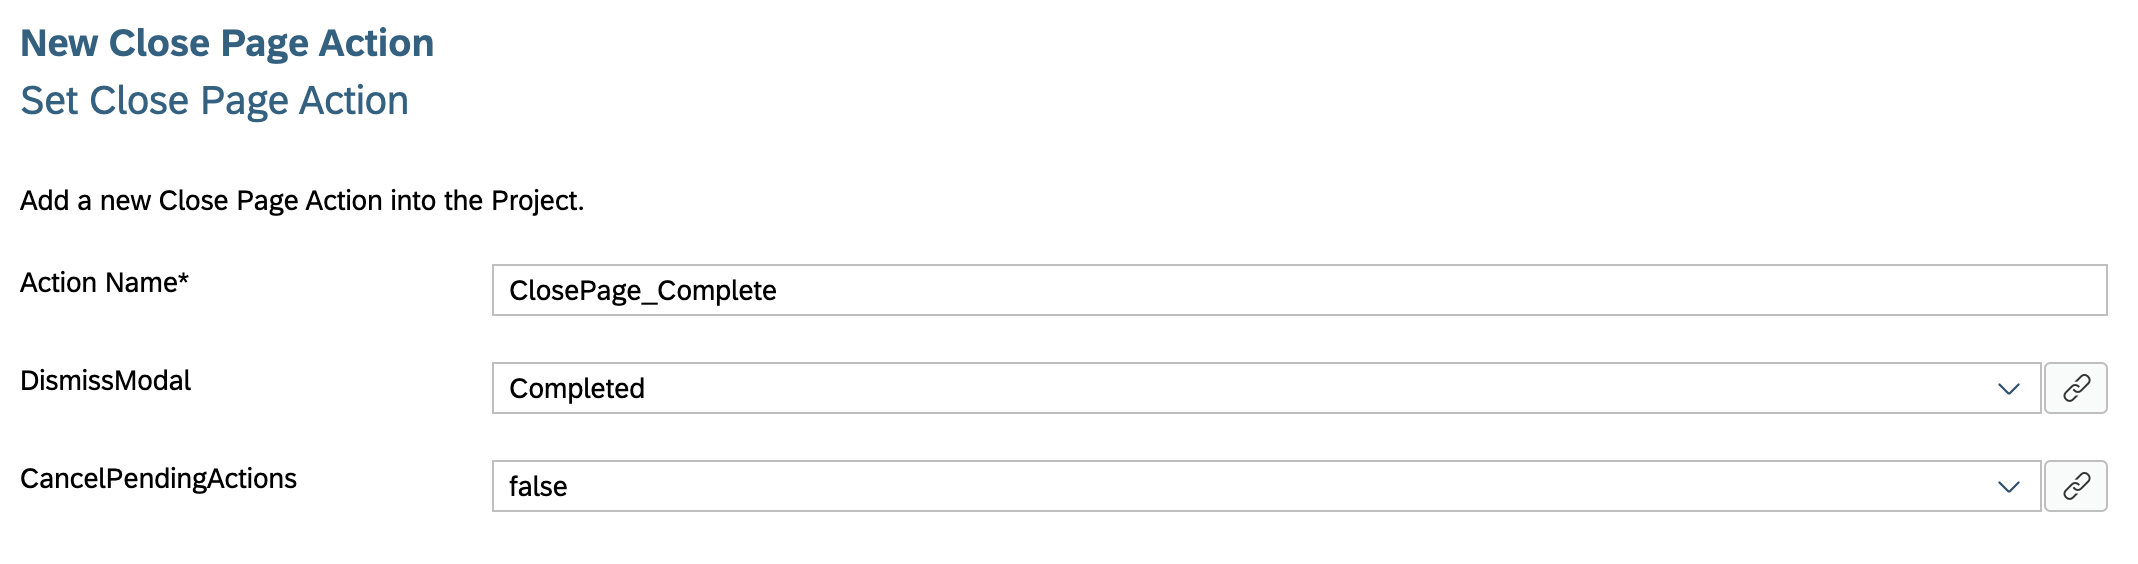 New Close Page Action
Set Close Page Action
Add a new Close Page Action into the Project.
Action Name*
ClosePage_Complete
DismissModal
Completed
CancelPendingActions
false